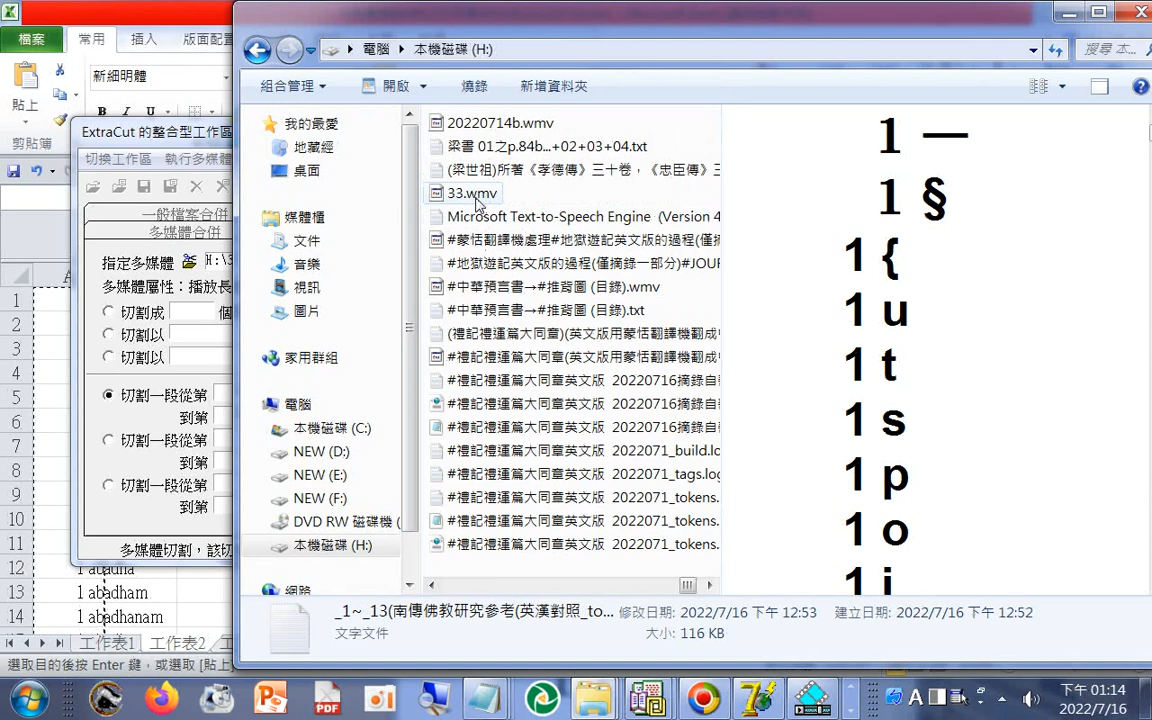 檔案
常用
插入
版面配
新細明體
貼上
剪貼簿
B I U
ExtraCut 的整合型工作區
切換工作區 執行多媒體
一般檔案合併
多媒體合併
指定多媒體 H:\3
多媒體屬性：播放長
切割成 個
切割以
切割以
切割一段從第
到第
切割一段從第
到第
切割一段從第
到第
多媒體切割，該切
A
1
2
3
4
5
6
7
8
9
10
11
12
13 1 abadham
14 1 abadhanam
工作表1 工作表2
選取目的後按 Enter 鍵，或選取 [貼上]
電腦 本機磁碟 (H:)
搜尋 本...
組合管理 開啟 燒錄 新增資料夾
我的最愛
地藏經
桌面
媒體櫃
文件
音樂
視訊
圖片
家用群組
電腦
本機磁碟 (C:)
NEW (D:)
NEW (E:)
NEW (F:)
DVD RW 磁碟機 (
本機磁碟 (H:)
網路
20220714b.wmv
梁書 01之p.84b...+02+03+04.txt
(梁世祖)所著《孝德傳》三十卷，《忠臣傳》三
33.wmv
Microsoft Text-to-Speech Engine (Version 4
#蒙恬翻譯機處理#地獄遊記英文版的過程(僅摘
#地獄遊記英文版的過程(僅摘錄一部分)#JOUR
#中華預言書→#推背圖 (目錄).wmv
#中華預言書→#推背圖 (目錄).txt
(禮記禮運篇大同章)(英文版用蒙恬翻譯機翻成中
#禮記禮運篇大同章(英文版用蒙恬翻譯機翻成中
#禮記禮運篇大同章英文版 20220716摘錄自
#禮記禮運篇大同章英文版 20220716摘錄自
#禮記禮運篇大同章英文版 20220716摘錄自
#禮記禮運篇大同章英文版 2022071_build.lo
#禮記禮運篇大同章英文版 2022071_tags.log
#禮記禮運篇大同章英文版 2022071_tokens.
#禮記禮運篇大同章英文版 2022071_tokens.
#禮記禮運篇大同章英文版 2022071_tokens.
1 —
1 §
1 {
1 u
1 t
1 s
1 p
1 o
1 i
_1~_13(南傳佛教研究參考(英漢對照_to... 修改日期: 2022/7/16 下午 12:53 建立日期: 2022/7/16 下午 12:52
文字文件 大小: 116 KB
PDF
A
下午 01:14
2022/7/16